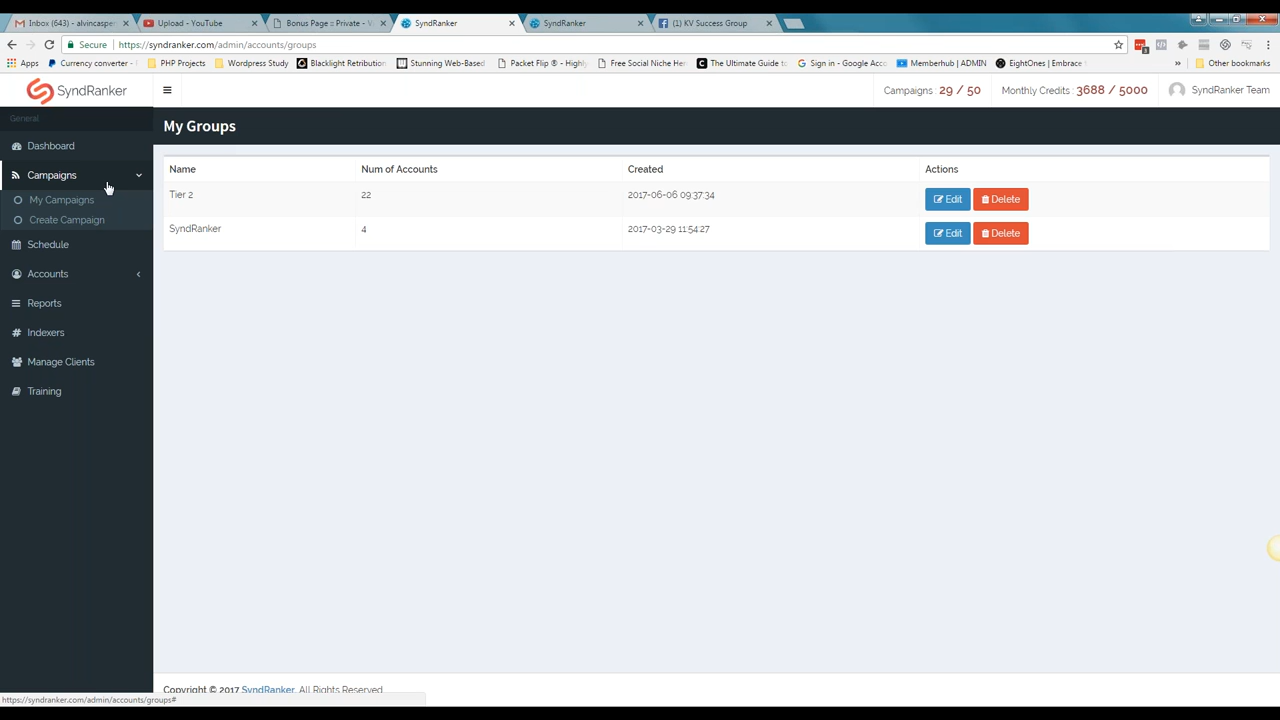 Inbox (643) - alvincaspe
Upload - YouTube
Bonus Page :: Private - V
SyndRanker
SyndRanker
(1) KV Success Group
Secure
https://syndranker.com/admin/accounts/groups
Apps
Currency converter -
PHP Projects
Wordpress Study
Blacklight Retribution
Stunning Web-Based
Packet Flip ® - Highly
Free Social Niche He
The Ultimate Guide to
Sign in - Google Acc
Memberhub | ADMIN
EightOnes | Embrace
»
Other bookmarks
SyndRanker
Campaigns : 29 / 50
Monthly Credits : 3688 / 5000
SyndRanker Team
General
My Groups
Dashboard
Campaigns
My Campaigns
Create Campaign
Schedule
Accounts
Reports
Indexers
Manage Clients
Training
Name Num of Accounts Created Actions
Tier 2 22 2017-06-06 09:37:34 Edit Delete
SyndRanker 4 2017-03-29 11:54:27 Edit Delete
Copyright © 2017 SyndRanker. All Rights Reserved
https://syndranker.com/admin/accounts/groups#